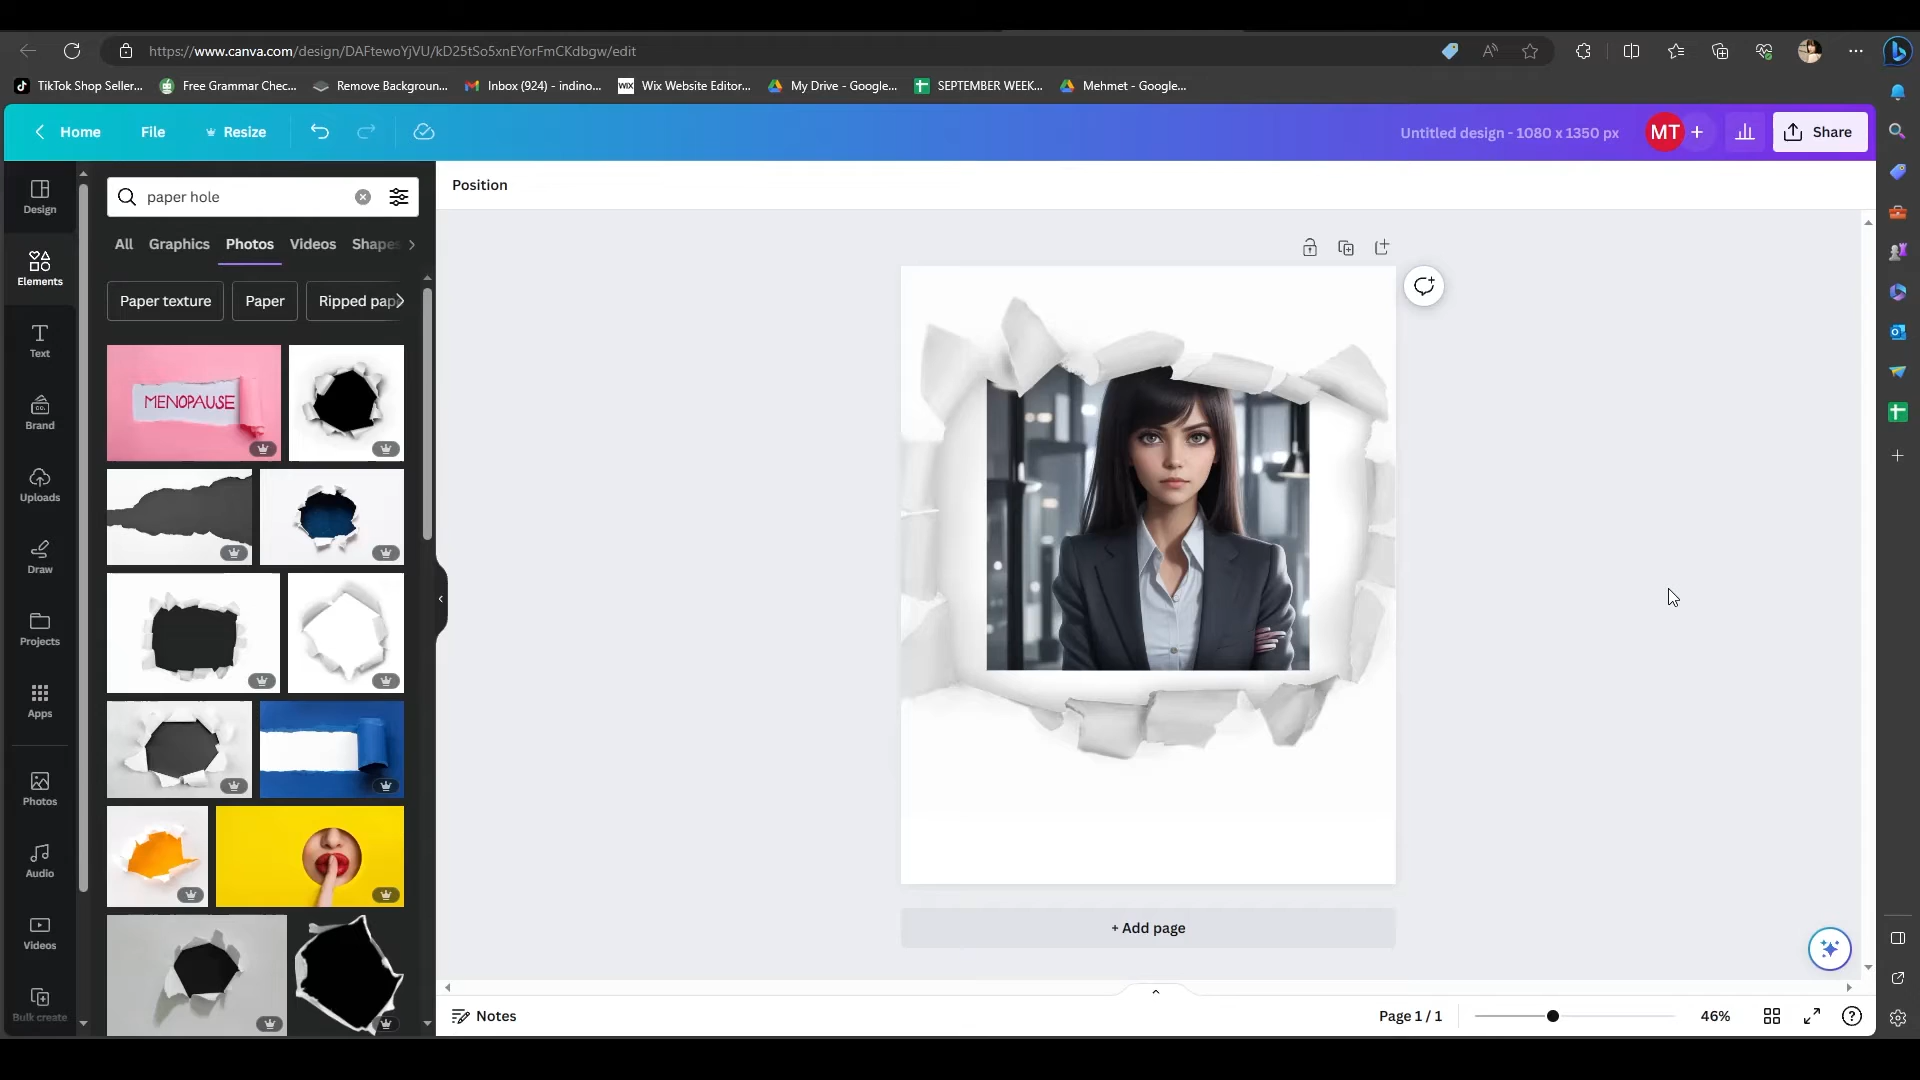 https://www.canva.com/design/DAFtewoYjVU/kD25tSo5xnEYorFmCKdbgw/edit
TikTok Shop Seller...
Free Grammar Chec...
Remove Backgroun...
Inbox (924) - indino...
WIX
Wix Website Editor...
My Drive - Google...
SEPTEMBER WEEK...
Mehmet - Google...
Home
File
Resize
Untitled design - 1080 x 1350 px
MT
Share
Design
Elements
Text
Brand
Uploads
Draw
Projects
Apps
Photos
Audio
Videos
Bulk create
paper hole
All
Graphics
Photos
Videos
Shapes
Paper texture
Paper
Ripped pap
MENOPAUSE
Position
+ Add page
Notes
Page 1 / 1
46%